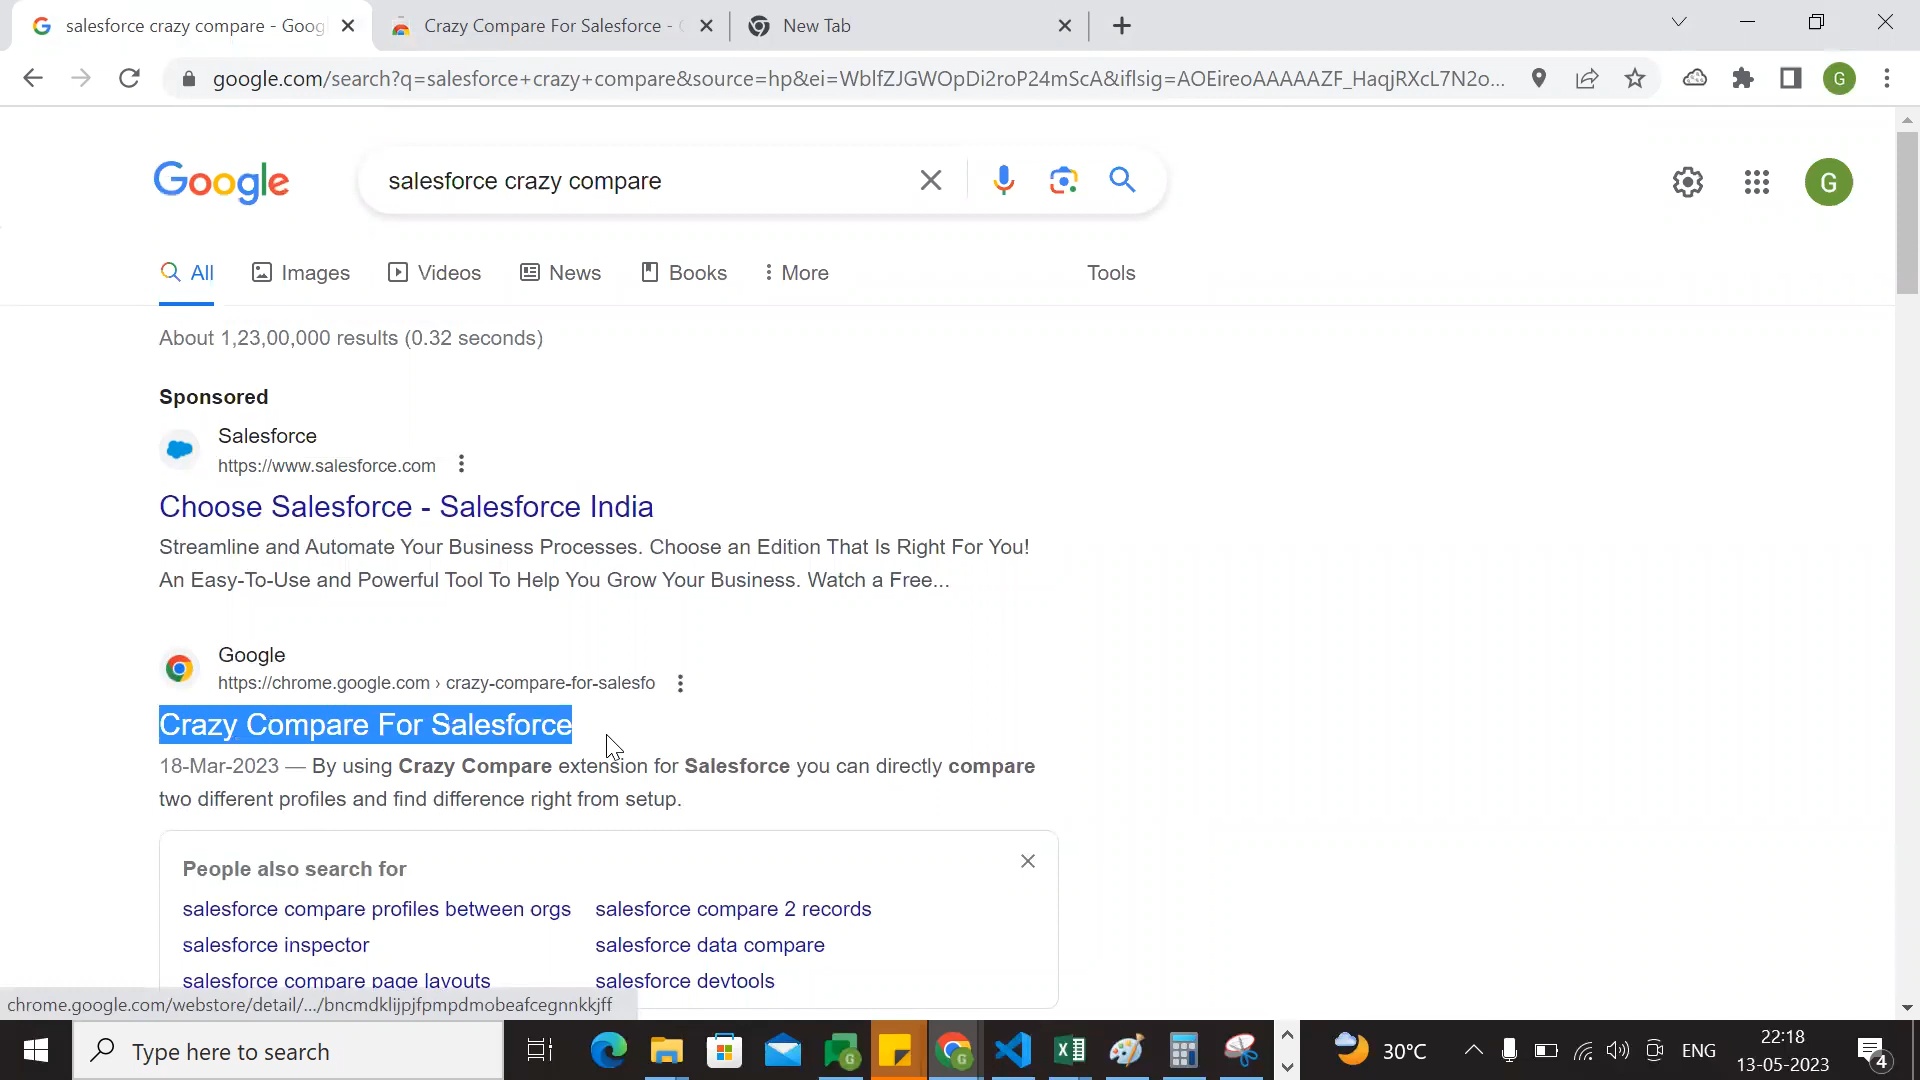 salesforce crazy compare - Goog
Crazy Compare For Salesforce -
New Tab
google.com/search?q=salesforce+crazy+compare&source=hp&ei=WblfZJGWOpDi2roP24mScA&iflsig=AOEireoAAAAAZF_HaqjRXcL7N2o...
G
Google
salesforce crazy compare
G
All
Images
Videos
News
Books
More
Tools
About 1,23,00,000 results (0.32 seconds)
Sponsored
Salesforce
https://www.salesforce.com
Choose Salesforce - Salesforce India
Streamline and Automate Your Business Processes. Choose an Edition That Is Right For You!
An Easy-To-Use and Powerful Tool To Help You Grow Your Business. Watch a Free...
Google
https://chrome.google.com › crazy-compare-for-salesfo
Crazy Compare For Salesforce
18-Mar-2023 — By using Crazy Compare extension for Salesforce you can directly compare
two different profiles and find difference right from setup.
People also search for
salesforce compare profiles between orgs
salesforce compare 2 records
salesforce inspector
salesforce data compare
salesforce compare page layouts
salesforce devtools
chrome.google.com/webstore/detail/.../bncmdklijpjfpmpdmobeafcegnnkkjff
Type here to search
30°C
ENG
22:18
13-05-2023
4